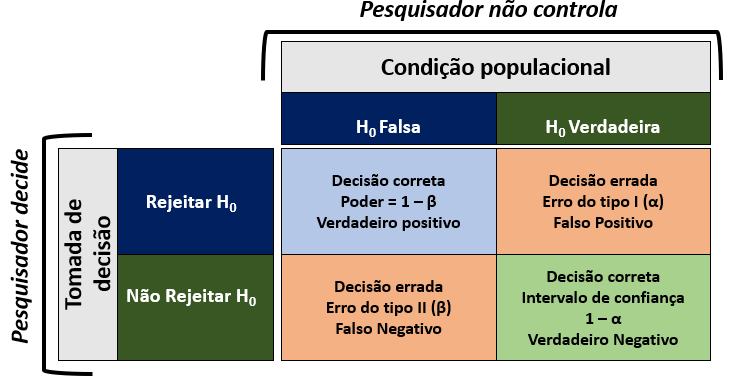 Pesquisador não controla
Condição populacional
H₀ Falsa
H₀ Verdadeira
Pesquisador decide
Tomada de
decisão
Rejeitar H₀
Decisão correta
Poder = 1 – β
Verdadeiro positivo
Decisão errada
Erro do tipo I (α)
Falso Positivo
Não Rejeitar H₀
Decisão errada
Erro do tipo II (β)
Falso Negativo
Decisão correta
Intervalo de confiança
1 – α
Verdadeiro Negativo